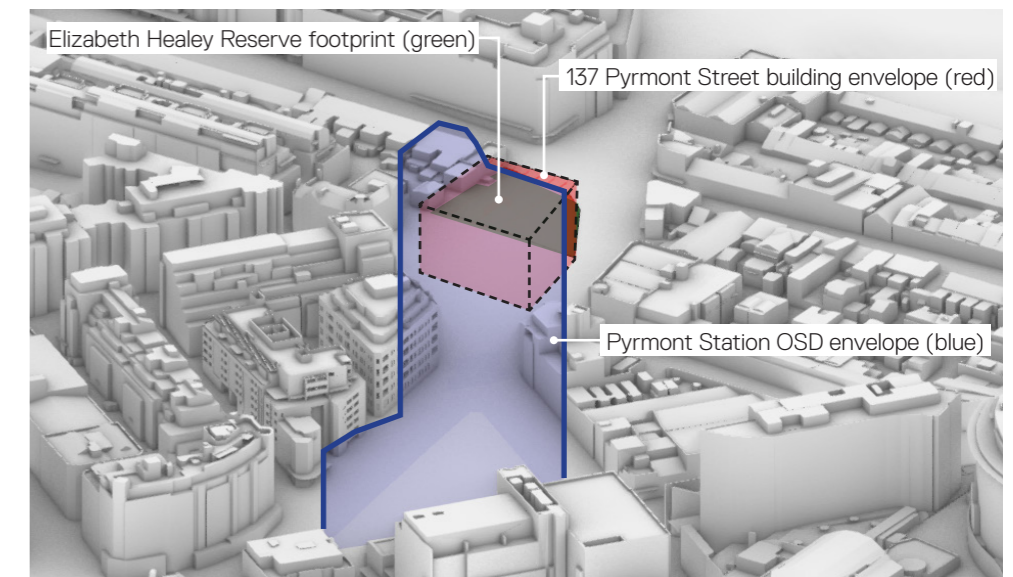 Elizabeth Healey Reserve footprint (green)
137 Pyrmont Street building envelope (red)
Pyrmont Station OSD envelope (blue)